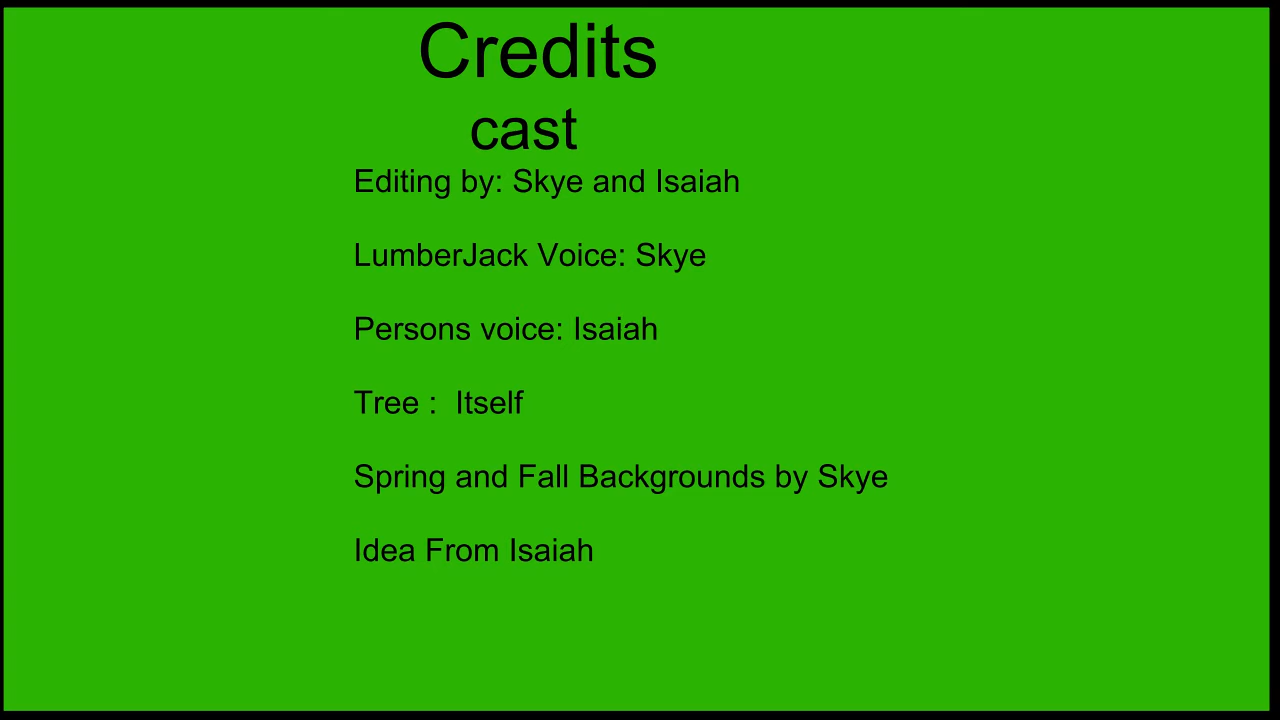 Credits
cast
Editing by: Skye and Isaiah
LumberJack Voice: Skye
Persons voice: Isaiah
Tree :  Itself
Spring and Fall Backgrounds by Skye
Idea From Isaiah